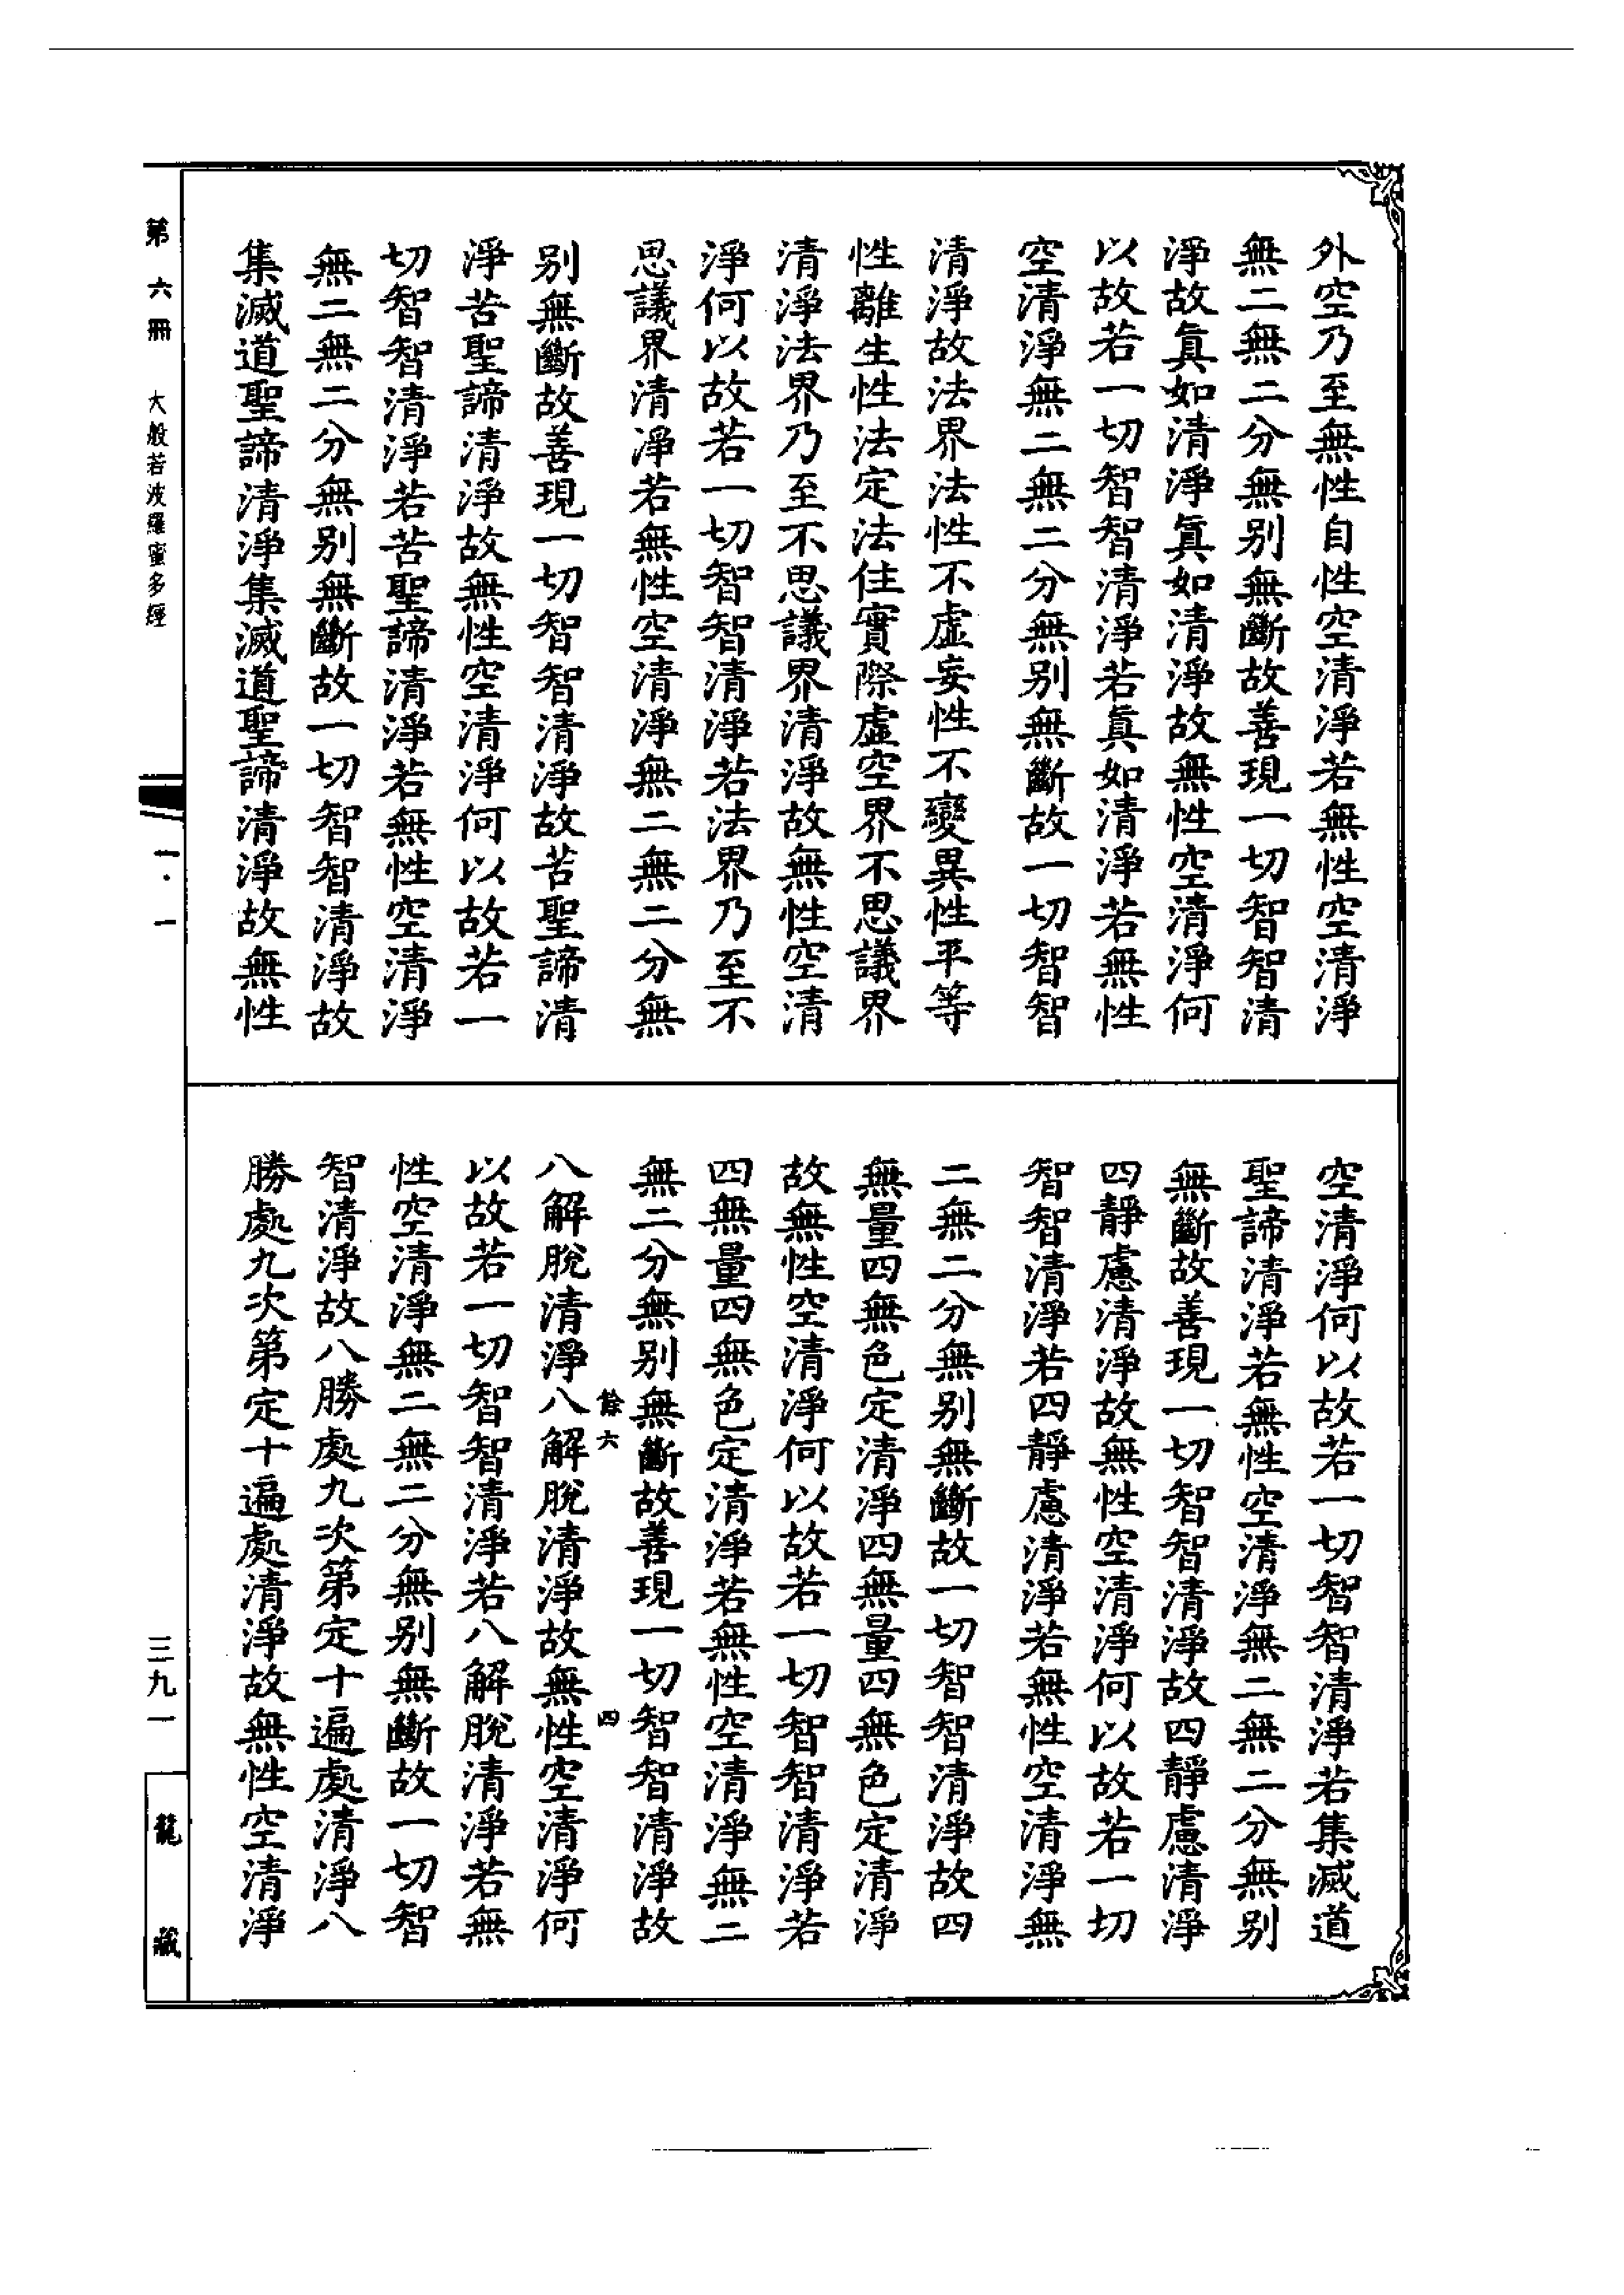 外空乃至無性自性空清淨若無性空清淨
無二無二分無别無斷故善現一切智智清
淨故眞如清淨眞如清淨故無性空清淨何
以故若一切智智清淨若眞如清淨若無性
空清淨無二無二分無别無斷故一切智智
清淨故法界法性不虛妄性不變異性平等
性離生性法定法住實際虛空界不思議界
清淨法界乃至不思議界清淨故無性空清
淨何以故若一切智智清淨若法界乃至不
思議界清淨若無性空清淨無二無二分無
别無斷故善現一切智智清淨故苦聖諦清
淨苦聖諦清淨故無性空清淨何以故若一
切智智清淨若苦聖諦清淨若無性空清淨
無二無二分無别無斷故一切智智清淨故
集滅道聖諦清淨集滅道聖諦清淨故無性
空清淨何以故若一切智智清淨若集滅道
聖諦清淨若無性空清淨無二無二分無别
無斷故善現一切智智清淨故四靜慮清淨
四靜慮清淨故無性空清淨何以故若一切
智智清淨若四靜慮清淨若無性空清淨無
二無二分無别無斷故一切智智清淨故四
無量四無色定清淨四無量四無色定清淨
故無性空清淨何以故若一切智智清淨若
四無量四無色定清淨若無性空清淨無二
無二分無别無斷故善現一切智智清淨故
餘六 四
八解脫清淨八解脫清淨故無性空清淨何
以故若一切智智清淨若八解脫清淨若無
性空清淨無二無二分無别無斷故一切智
智清淨故八勝處九次第定十遍處清淨八
勝處九次第定十遍處清淨故無性空清淨
第六冊 大般若波羅蜜多經 一·一 三九一 龍藏